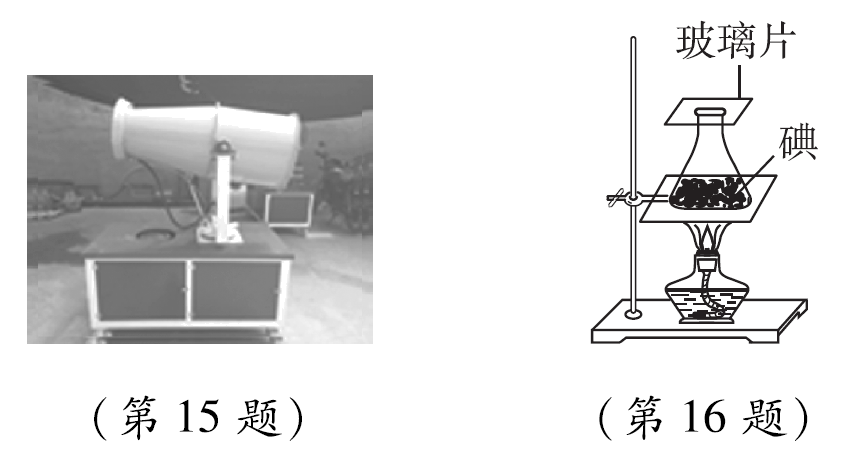 玻璃片
碘
(第 15 题)
(第 16 题)